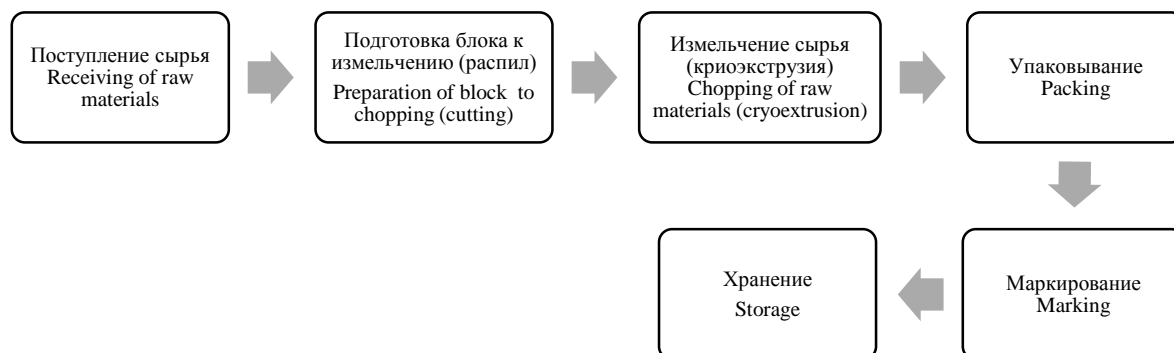 Поступление сырья
Receiving of raw
materials
Подготовка блока к
измельчению (распил)
Preparation of block to
chopping (cutting)
Измельчение сырья
(криоэкструзия)
Chopping of raw
materials (cryoextrusion)
Упаковывание
Packing
Хранение
Storage
Маркирование
Marking